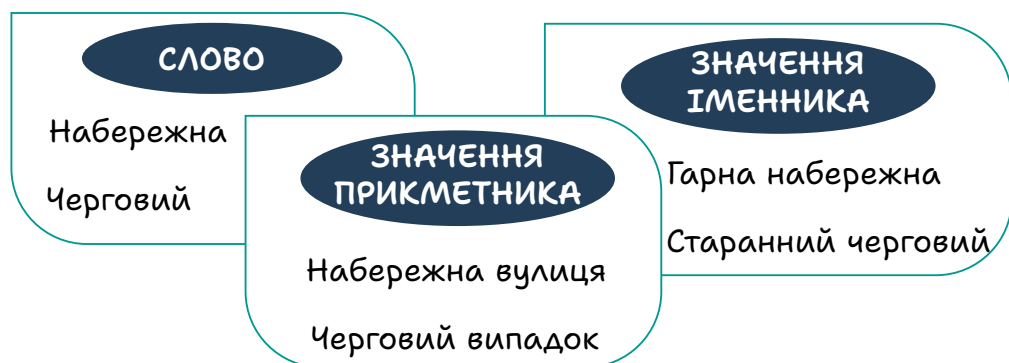 СЛОВО
Набережна
Черговий
ЗНАЧЕННЯ
ПРИКМЕТНИКА
Набережна вулиця
Черговий випадок
ЗНАЧЕННЯ
ІМЕННИКА
Гарна набережна
Старанний черговий